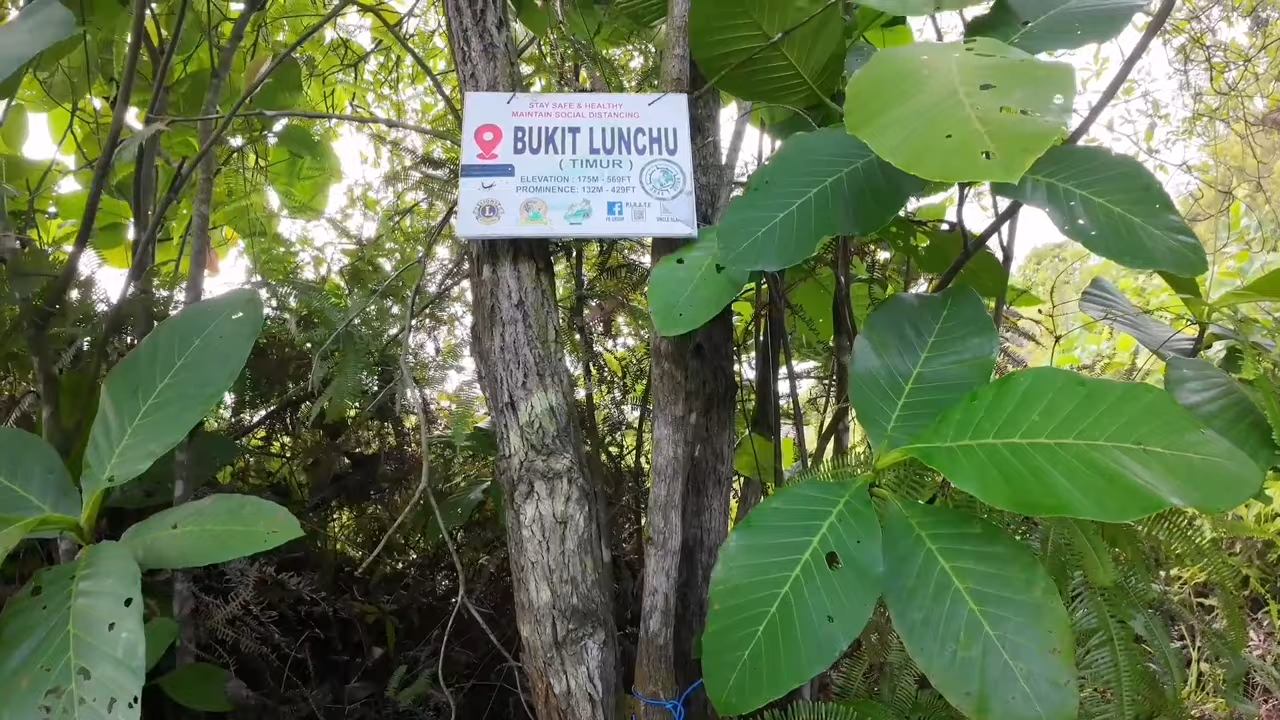 STAY SAFE & HEALTHY
MAINTAIN SOCIAL DISTANCING
BUKIT LUNCHU
( TIMUR )
ELEVATION : 175M - 569FT
PROMINENCE: 132M - 429FT